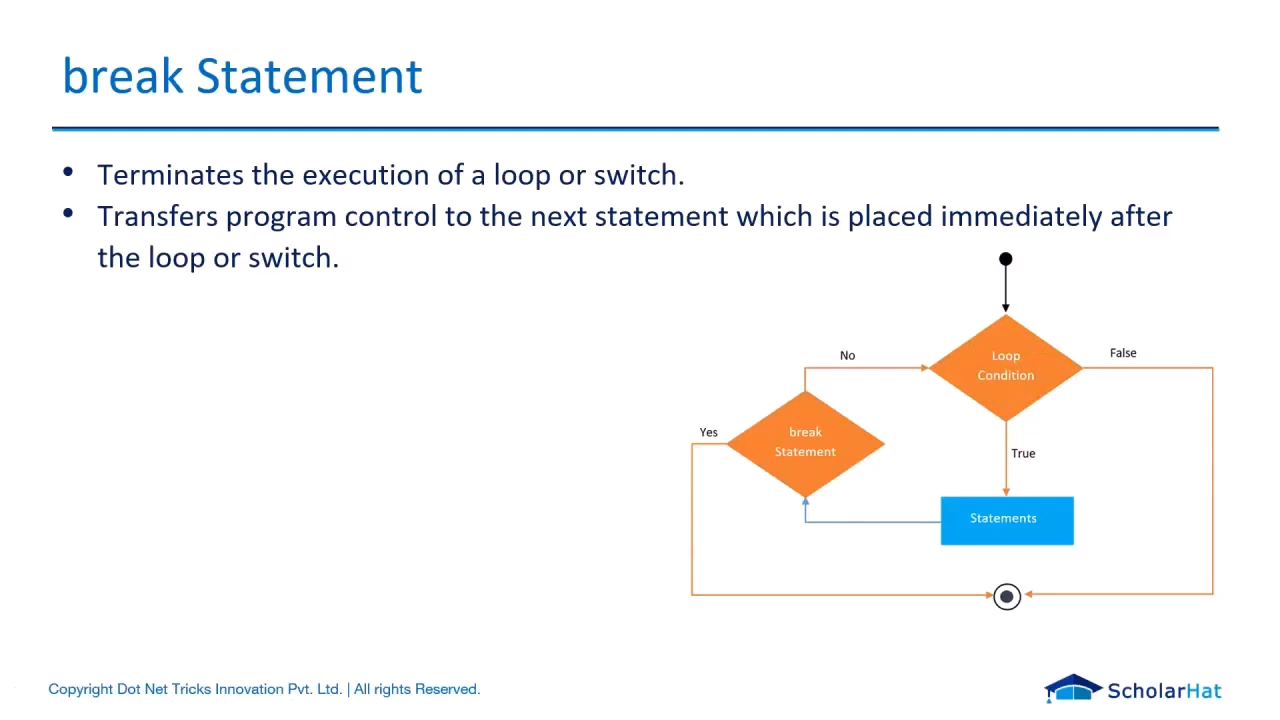 break Statement
• Terminates the execution of a loop or switch.
• Transfers program control to the next statement which is placed immediately after
the loop or switch.
No
Loop
Condition
False
Yes
break
Statement
True
Statements
Copyright Dot Net Tricks Innovation Pvt. Ltd. | All rights Reserved.
ScholarHat